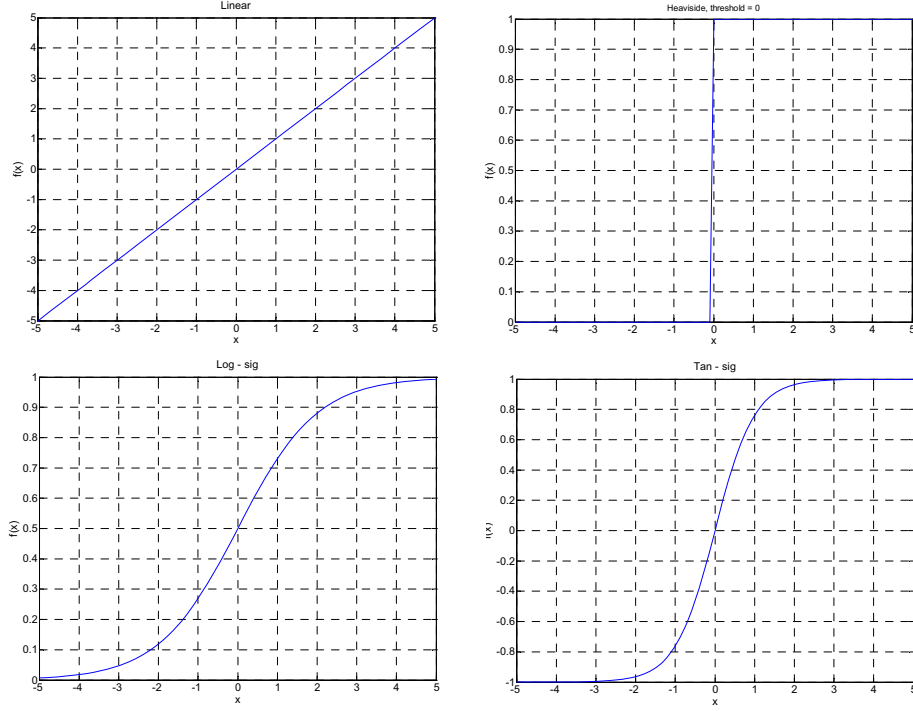 Linear
5
4
3
2
1
0
-1
-2
-3
-4
-5
f(x)
-5 -4 -3 -2 -1 0 1 2 3 4 5
x
Heaviside, threshold = 0
1
0.9
0.8
0.7
0.6
0.5
0.4
0.3
0.2
0.1
0
f(x)
-5 -4 -3 -2 -1 0 1 2 3 4 5
x
Log - sig
1
0.9
0.8
0.7
0.6
0.5
0.4
0.3
0.2
0.1
0
f(x)
-5 -4 -3 -2 -1 0 1 2 3 4 5
x
Tan - sig
1
0.8
0.6
0.4
0.2
0
-0.2
-0.4
-0.6
-0.8
-1
f(x)
-5 -4 -3 -2 -1 0 1 2 3 4 5
x